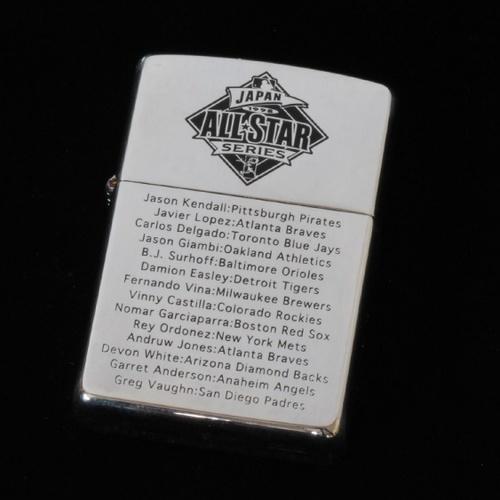 JAPAN
1998
ALL★STAR
SERIES
Jason Kendall:Pittsburgh Pirates
Javier Lopez:Atlanta Braves
Carlos Delgado:Toronto Blue Jays
Jason Giambi:Oakland Athletics
B.J. Surhoff:Baltimore Orioles
Damion Easley:Detroit Tigers
Fernando Vina:Milwaukee Brewers
Vinny Castilla:Colorado Rockies
Nomar Garciaparra:Boston Red Sox
Rey Ordonez:New York Mets
Andruw Jones:Atlanta Braves
Devon White:Arizona Diamond Backs
Garret Anderson:Anaheim Angels
Greg Vaughn:San Diego Padres